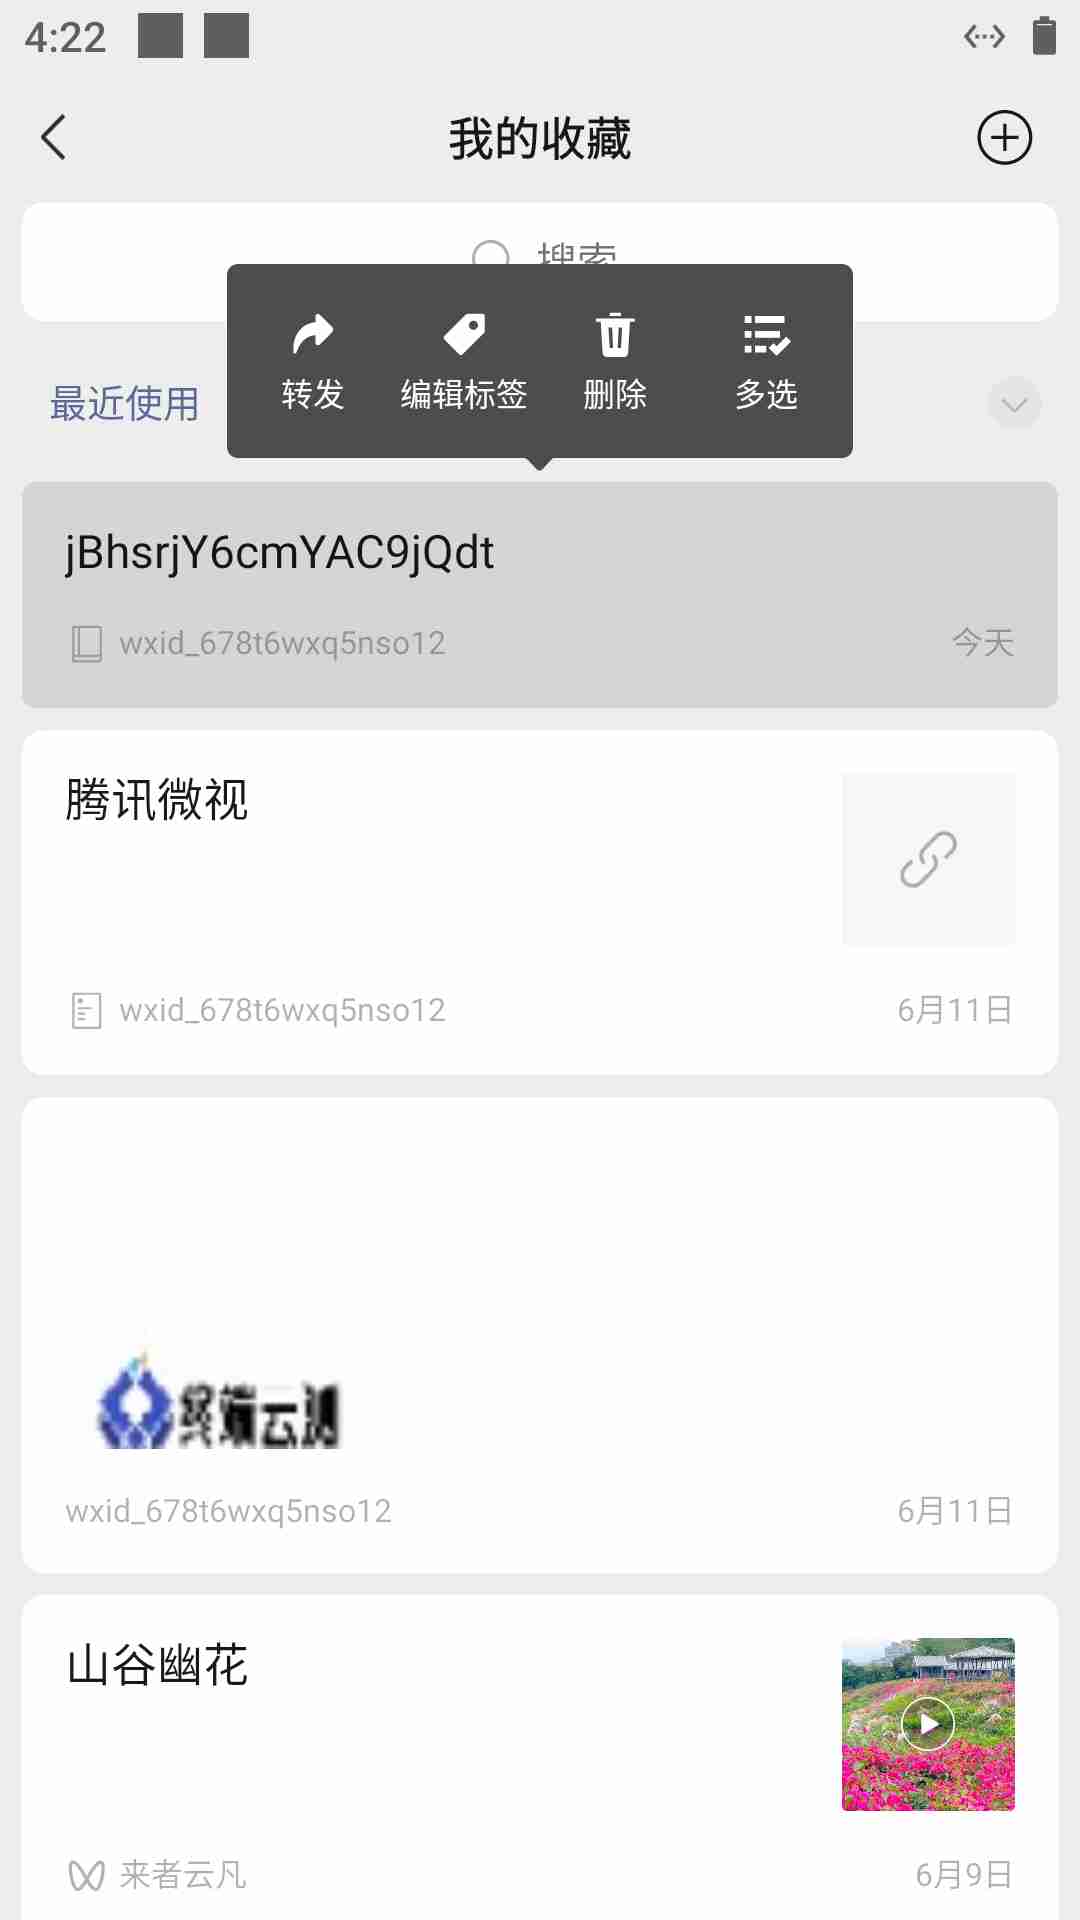 4:22
我的收藏
搜索
最近使用
转发 编辑标签 删除 多选
jBhsrjY6cmYAC9jQdt
wxid_678t6wxq5nso12 今天
腾讯微视
wxid_678t6wxq5nso12 6月11日
终端云测
wxid_678t6wxq5nso12 6月11日
山谷幽花
来者云凡 6月9日